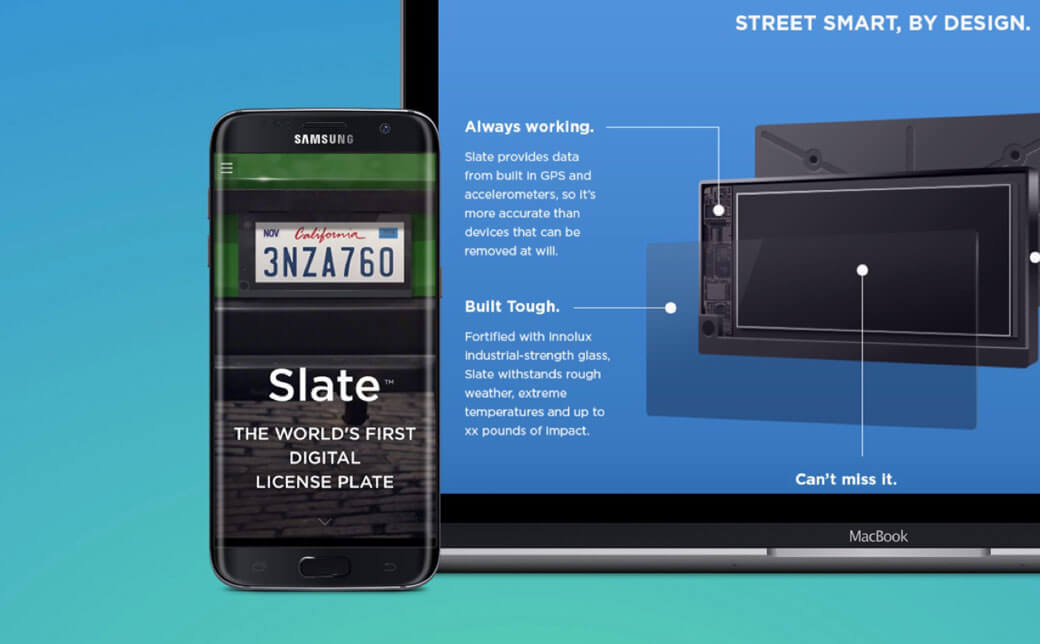 STREET SMART, BY DESIGN.
Always working.
Slate provides data
from built in GPS and
accelerometers, so it's
more accurate than
devices that can be
removed at will.
Built Tough.
Fortified with Innolux
industrial-strength glass,
Slate withstands rough
weather, extreme
temperatures and up to
xx pounds of impact.
Can't miss it.
MacBook
SAMSUNG
NOV California
3NZA760
Slate™
THE WORLD'S FIRST
DIGITAL
LICENSE PLATE